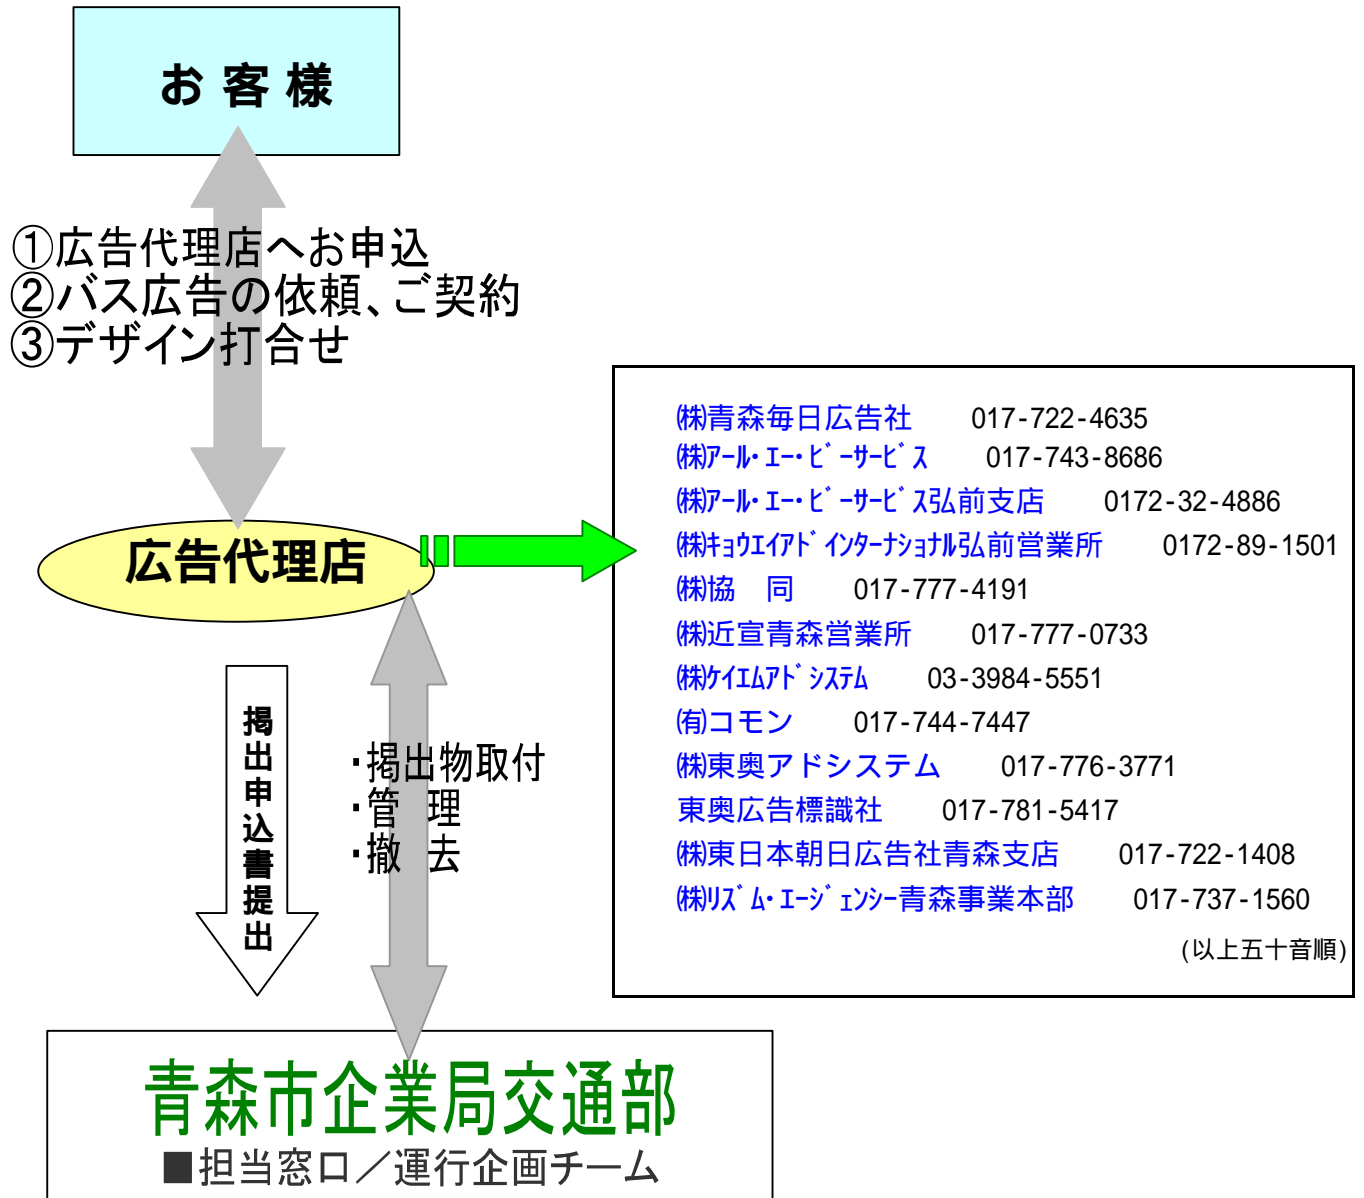 お客様
①広告代理店へお申込
②バス広告の依頼、ご契約
③デザイン打合せ
広告代理店
㈱青森毎日広告社 017-722-4635
㈱ｱｰﾙ･ｴｰ･ﾋﾞｰｻｰﾋﾞｽ 017-743-8686
㈱ｱｰﾙ･ｴｰ･ﾋﾞｰｻｰﾋﾞｽ弘前支店 0172-32-4886
㈱ｷｮｳｴｲｱﾄﾞｲﾝﾀｰﾅｼｮﾅﾙ弘前営業所 0172-89-1501
㈱協　同 017-777-4191
㈱近宣青森営業所 017-777-0733
㈱ｹｲｴﾑｱﾄﾞｼｽﾃﾑ 03-3984-5551
㈲コモン 017-744-7447
㈱東奥アドシステム 017-776-3771
東奥広告標識社 017-781-5417
㈱東日本朝日広告社青森支店 017-722-1408
㈱ﾘｽﾞﾑ･ｴｰｼﾞｪﾝｼｰ青森事業本部 017-737-1560
(以上五十音順)
掲出申込書提出
・掲出物取付
・管　理
・撤　去
青森市企業局交通部
■担当窓口／運行企画チーム